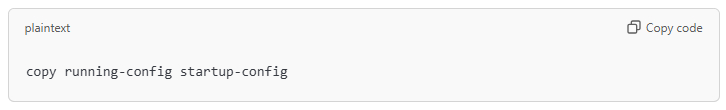 plaintext
Copy code
copy running-config startup-config